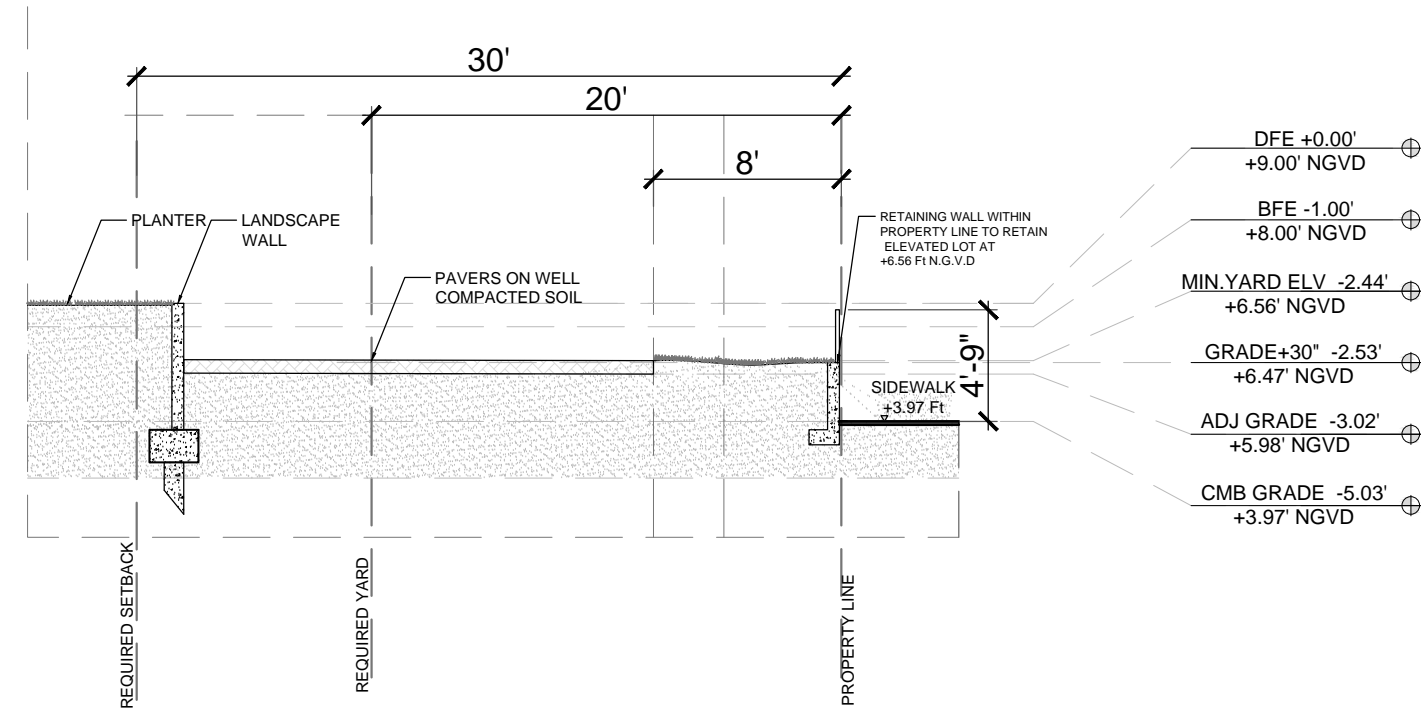 30'
20'
8'
PLANTER
LANDSCAPE
WALL
PAVERS ON WELL
COMPACTED SOIL
RETAINING WALL WITHIN
PROPERTY LINE TO RETAIN
ELEVATED LOT AT
+6.56 Ft N.G.V.D
SIDEWALK
+3.97 Ft
4'-9"
DFE +0.00'
+9.00' NGVD
BFE -1.00'
+8.00' NGVD
MIN.YARD ELV -2.44'
+6.56' NGVD
GRADE+30" -2.53'
+6.47' NGVD
ADJ GRADE -3.02'
+5.98' NGVD
CMB GRADE -5.03'
+3.97' NGVD
REQUIRED SETBACK
REQUIRED YARD
PROPERTY LINE